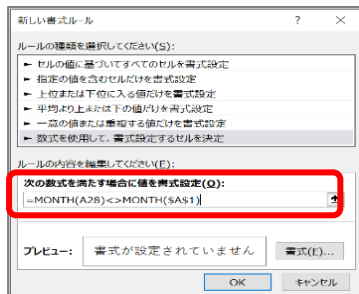 新しい書式ルール ? ×
ルールの種類を選択してください(S):
► セルの値に基づいてすべてのセルを書式設定
► 指定の値を含むセルだけを書式設定
► 上位または下位に入る値だけを書式設定
► 平均より上または下の値だけを書式設定
► 一意の値または重複する値だけを書式設定
► 数式を使用して、書式設定するセルを決定
ルールの内容を編集してください(E):
次の数式を満たす場合に値を書式設定(O):
=MONTH(A28)<>MONTH($A$1)
プレビュー: 書式が設定されていません 書式(F)...
OK キャンセル